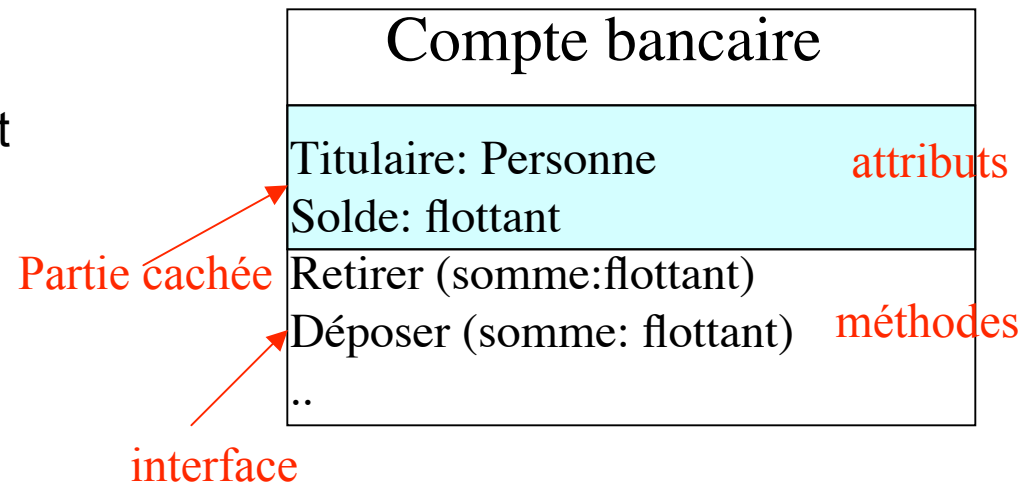 Compte bancaire
t
Titulaire: Personne
attributs
Solde: flottant
Partie cachée
Retirer (somme:flottant)
Déposer (somme: flottant)
méthodes
..
interface